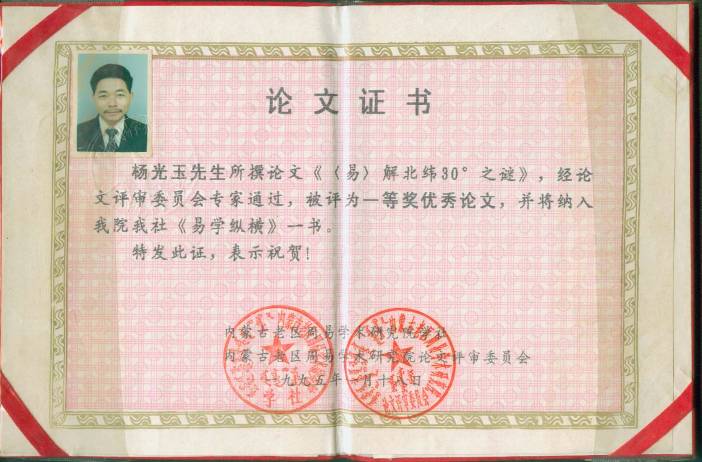 论文证书
杨光玉先生所撰论文《〈易〉解北纬30°之谜》，经论
文评审委员会专家通过，被评为一等奖优秀论文，并将纳入
我院我社《易学纵横》一书。
特发此证，表示祝贺！
内蒙古老区周易学术研究院学社
内蒙古老区周易学术研究院论文评审委员会
一九九五年一月十八日
学社